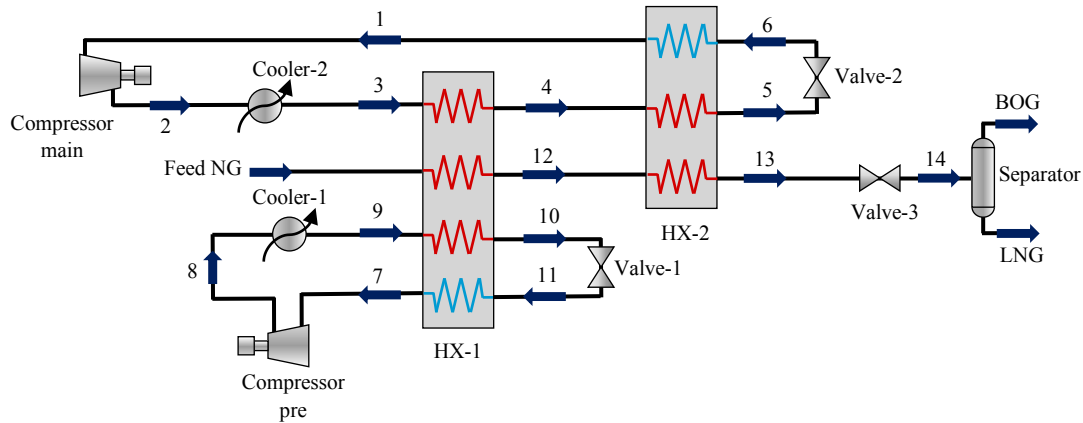 1
6
Cooler-2
Valve-2
3
4
5
2
BOG
Compressor
main
Feed NG
12
13
14
Separator
Cooler-1
Valve-3
9
10
HX-2
LNG
8
7
11
Valve-1
HX-1
Compressor
pre